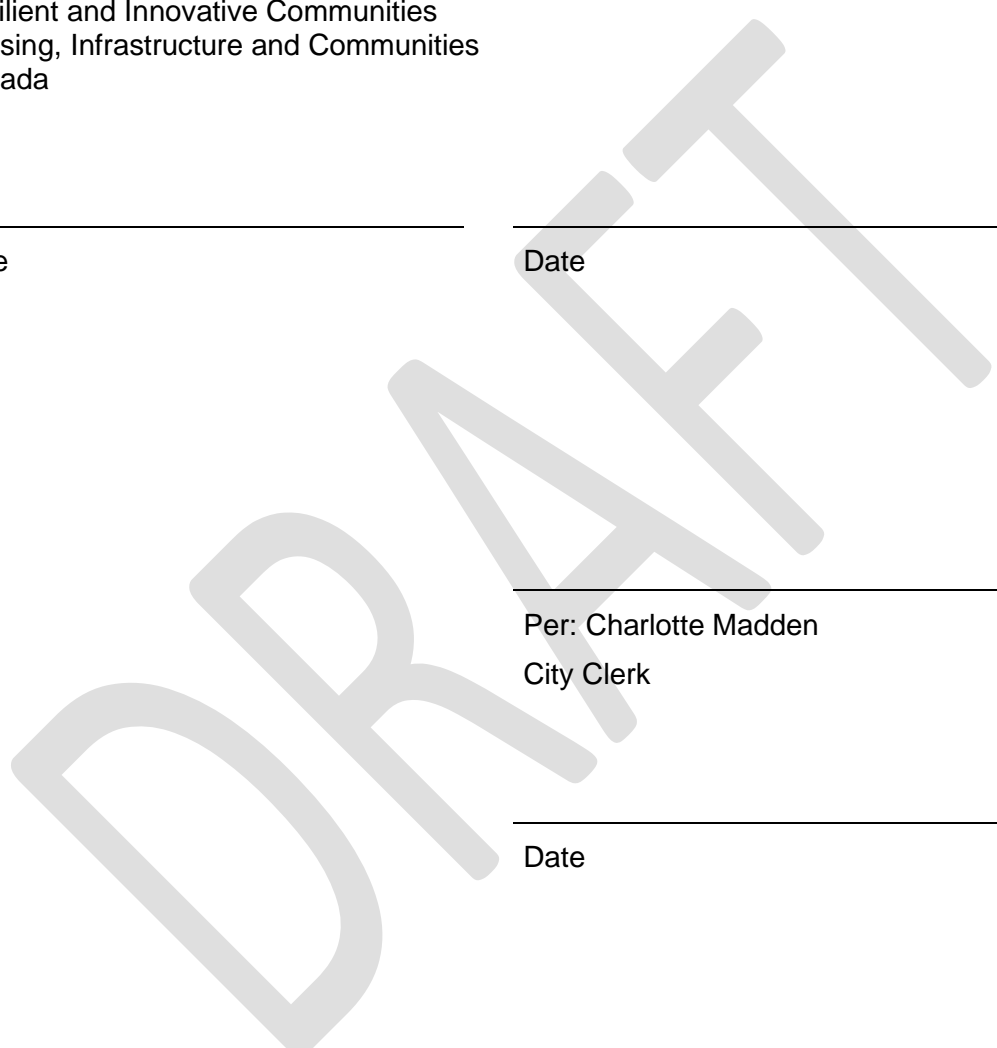 ilient and Innovative Communities
sing, Infrastructure and Communities
ada
e
Date
Per: Charlotte Madden
City Clerk
Date
DRAFT